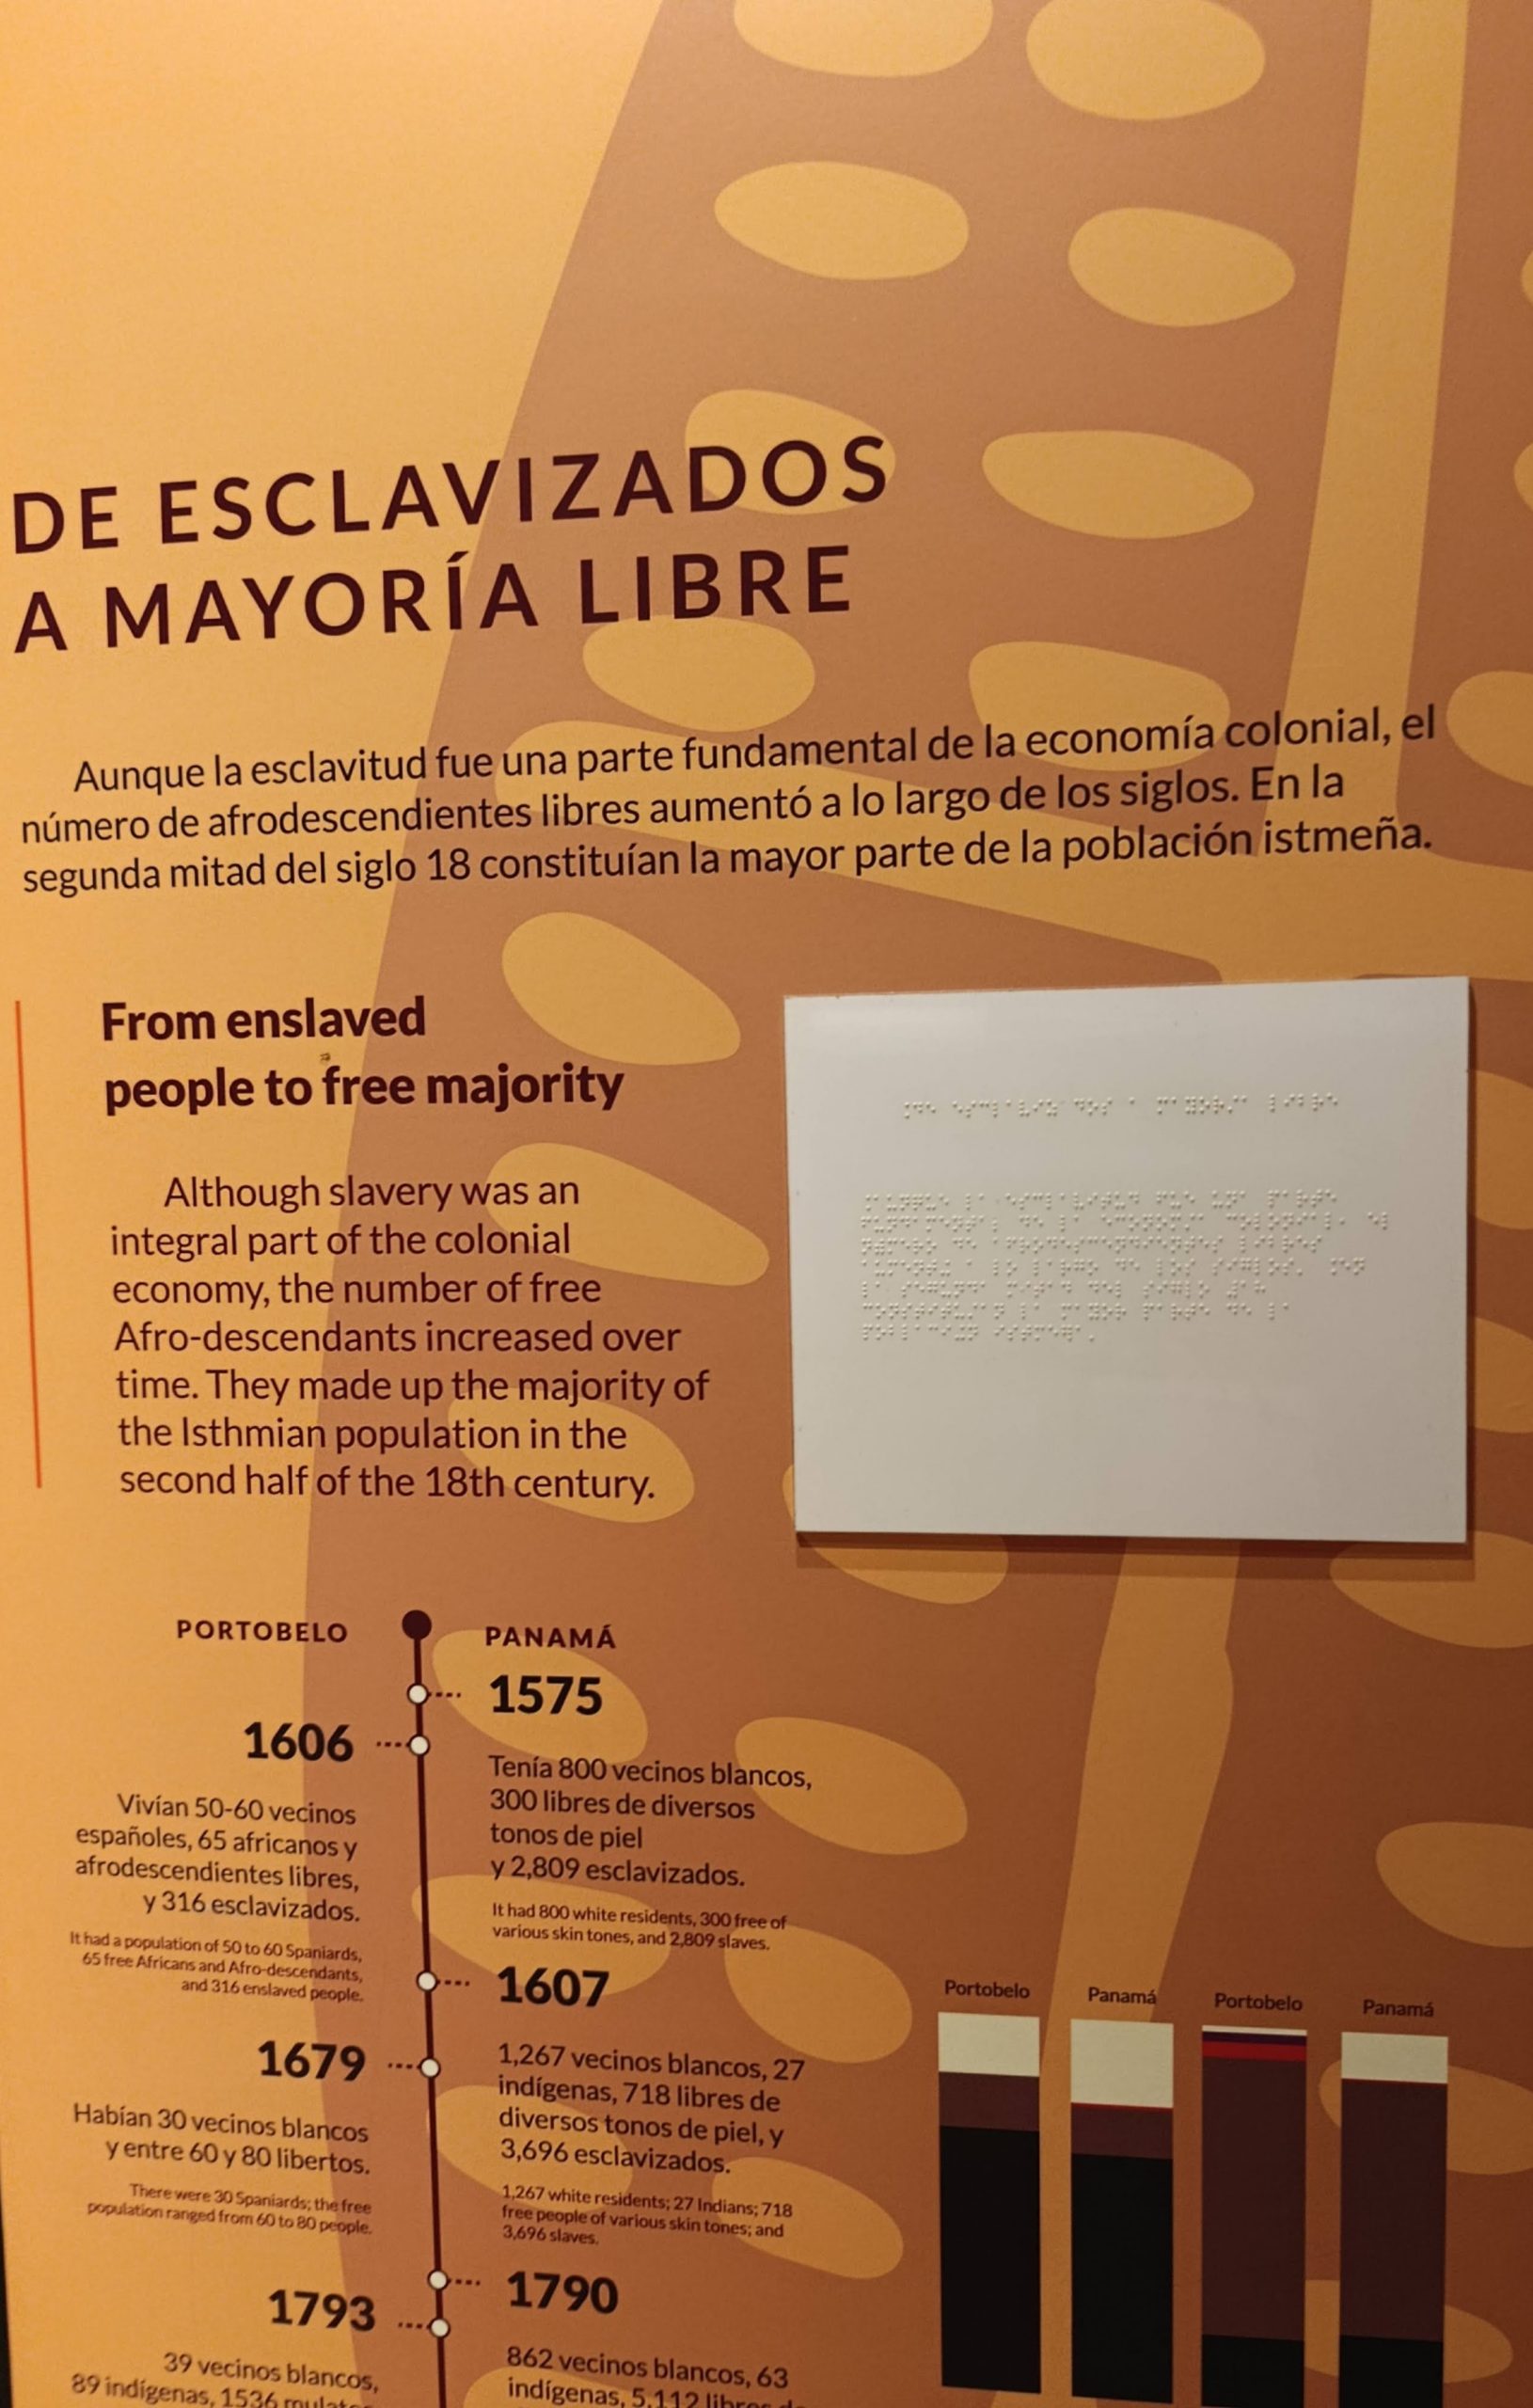 DE ESCLAVIZADOS
A MAYORÍA LIBRE
Aunque la esclavitud fue una parte fundamental de la economía colonial, el
número de afrodescendientes libres aumentó a lo largo de los siglos. En la
segunda mitad del siglo 18 constituían la mayor parte de la población istmeña.
From enslaved
people to free majority
Although slavery was an
integral part of the colonial
economy, the number of free
Afro-descendants increased over
time. They made up the majority of
the Isthmian population in the
second half of the 18th century.
PORTOBELO
1606
Vivían 50-60 vecinos
españoles, 65 africanos y
afrodescendientes libres,
y 316 esclavizados.
It had a population of 50 to 60 Spaniards,
65 free Africans and Afro-descendants,
and 316 enslaved people.
1679
Habían 30 vecinos blancos
y entre 60 y 80 libertos.
There were 30 Spaniards; the free
population ranged from 60 to 80 people.
1793
39 vecinos blancos,
89 indígenas, 1536
PANAMÁ
1575
Tenía 800 vecinos blancos,
300 libres de diversos
tonos de piel
y 2,809 esclavizados.
It had 800 white residents, 300 free of
various skin tones, and 2,809 slaves.
1607
1,267 vecinos blancos, 27
indígenas, 718 libres de
diversos tonos de piel, y
3,696 esclavizados.
1,267 white residents; 27 Indians; 718
free people of various skin tones; and
3,696 slaves.
1790
862 vecinos blancos, 63
indígenas, 5,112 libres de
Portobelo
Panamá
Portobelo
Panamá